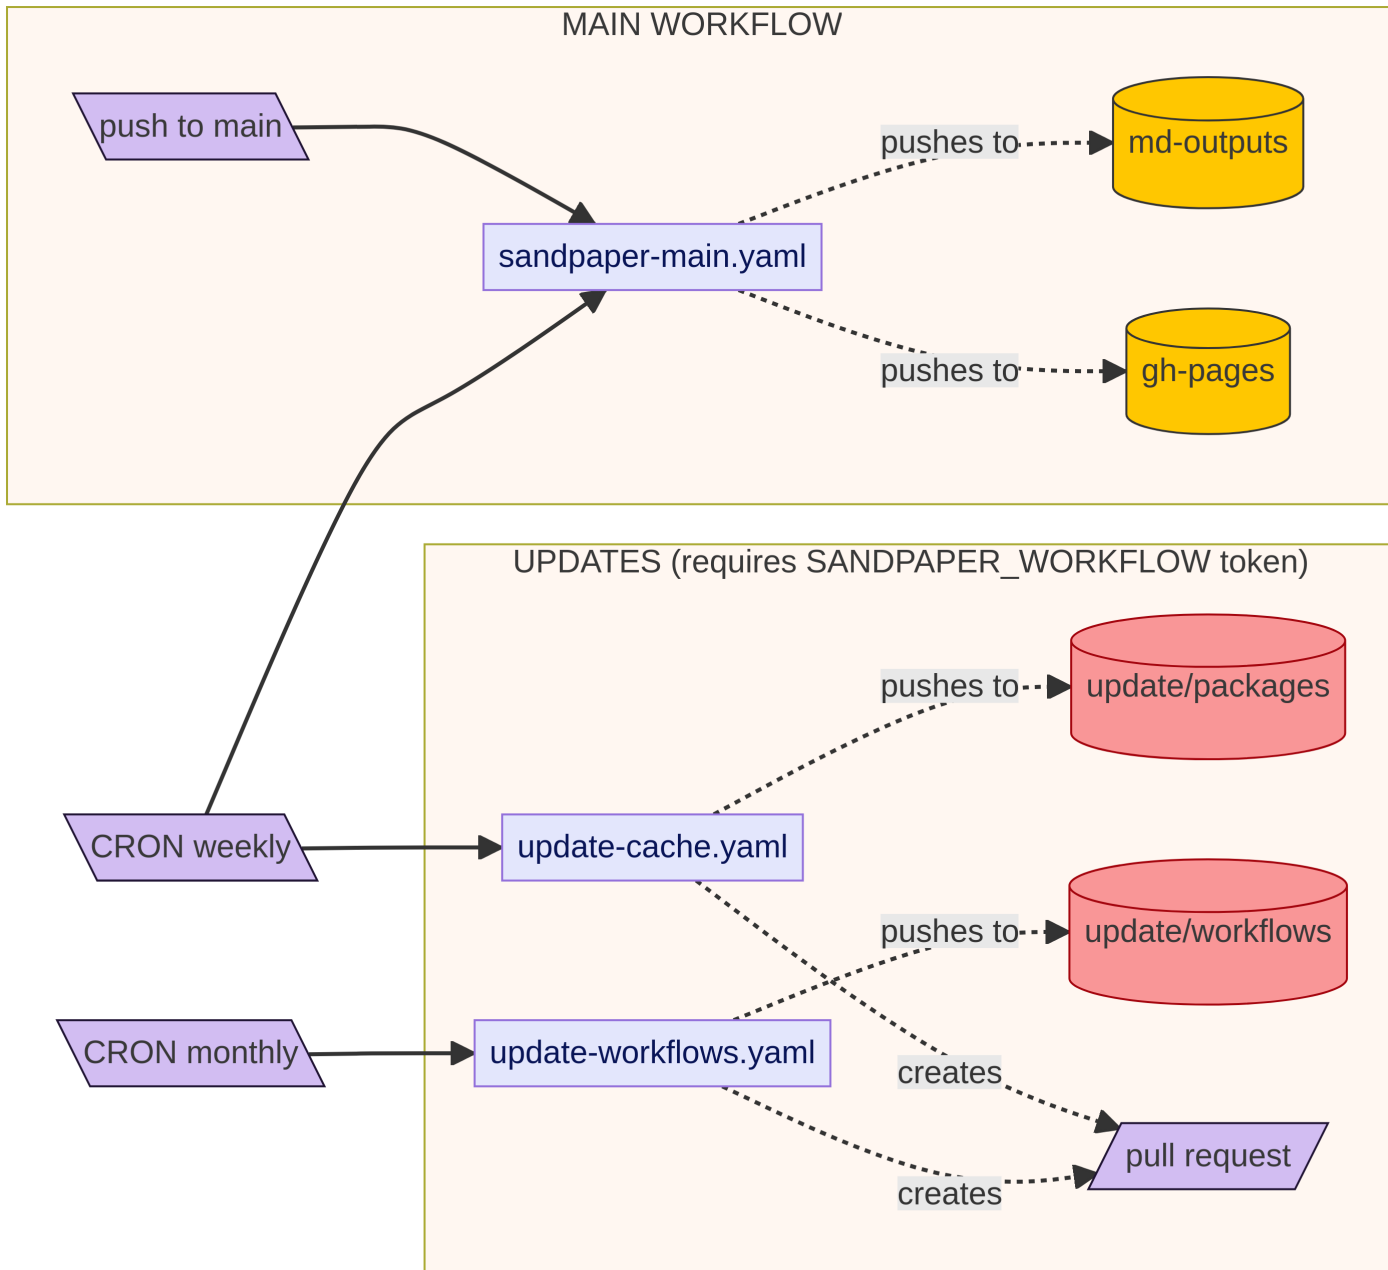 MAIN WORKFLOW
push to main
pushes to
md-outputs
sandpaper-main.yaml
pushes to
gh-pages
UPDATES (requires SANDPAPER_WORKFLOW token)
pushes to
update/packages
CRON weekly
update-cache.yaml
pushes to
update/workflows
CRON monthly
update-workflows.yaml
creates
pull request
creates